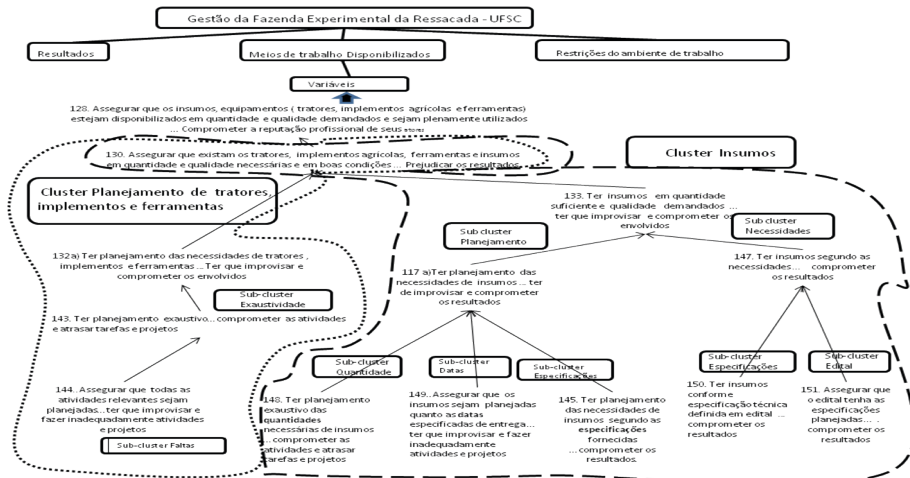 Gestão da Fazenda Experimental da Ressacada - UFSC
Resultados
Meios de trabalho Disponibilizados
Restrições do ambiente de trabalho
Variáveis
128. Assegurar que os insumos, equipamentos ( tratores, implementos agrícolas e ferramentas)
estejam disponibilizados em quantidade e qualidade demandados e sejam plenamente utilizados
... Comprometer a reputação profissional de seus atores
130. Assegurar que existam os tratores, implementos agrícolas, ferramentas e insumos
em quantidade e qualidade necessárias e em boas condições ... Prejudicar os resultados
Cluster Insumos
Cluster Planejamento de tratores,
implementos e ferramentas
133. Ter insumos em quantidade
suficiente e qualidade demandados ...
ter que improvisar e comprometer os
envolvidos
Sub cluster
Planejamento
Sub cluster
Necessidades
132a) Ter planejamento das necessidades de tratores ,
implementos e ferramentas ...Ter que improvisar e
comprometer os envolvidos
117 a)Ter planejamento das
necessidades de insumos ... ter
de improvisar e comprometer
os resultados
147. Ter insumos segundo as
necessidades... comprometer
os resultados
Sub-cluster
Exaustividade
143. Ter planejamento exaustivo...comprometer as atividades
e atrasar tarefas e projetos
Sub-cluster
Quantidade
Sub-cluster
Datas
Sub-cluster
Especificações
Sub-cluster
Especificações
Sub-cluster
Edital
144..Assegurar que todas as
atividades relevantes sejam
planejadas...ter que improvisar e
fazer inadequadamente atividades
e projetos
Sub-cluster Faltas
148. Ter planejamento
exaustivo das
quantidades
necessárias de insumos
...comprometer as
atividades e atrasar
tarefas e projetos
149..Assegurar que os
insumos sejam planejadas
quanto as datas
especificadas de entrega...
ter que improvisar e fazer
inadequadamente
atividades e projetos
145. Ter planejamento
das necessidades de
insumos segundo as
especificações
fornecidas
...comprometer os
resultados.
150. Ter insumos
conforme
especificação técnica
definida em edital ...
comprometer os
resultados
151. Assegurar que
o edital tenha as
especificações
planejadas... .
comprometer os
resultados